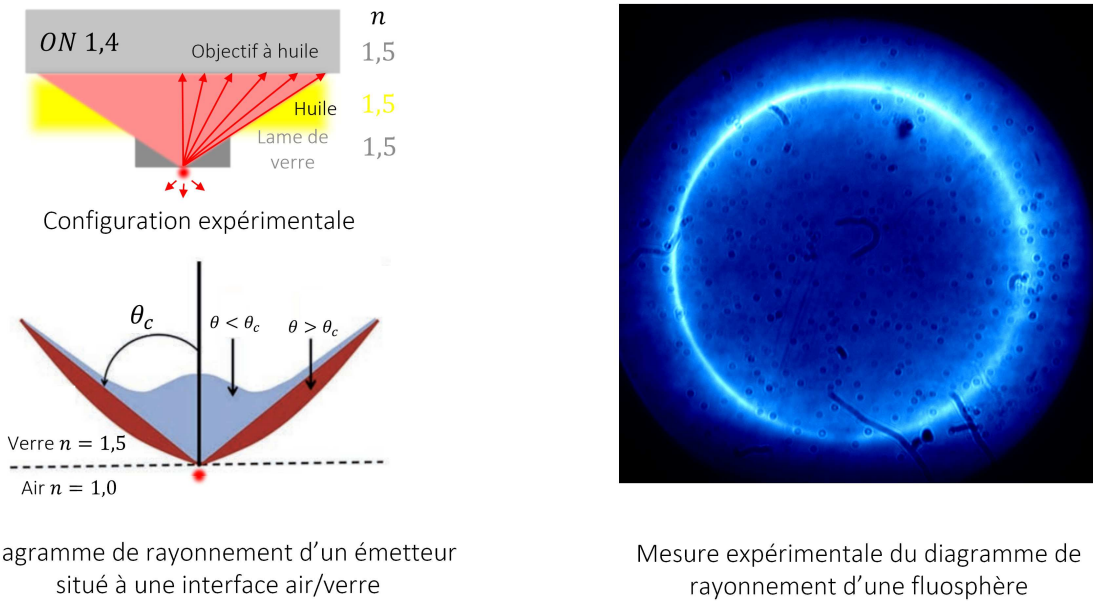 n
ON 1,4
Objectif à huile
1,5
Huile
1,5
Lame de
verre
1,5
Configuration expérimentale
θc
θ < θc
θ > θc
Verre n = 1,5
Air n = 1,0
agramme de rayonnement d'un émetteur
situé à une interface air/verre
Mesure expérimentale du diagramme de
rayonnement d'une fluosphère